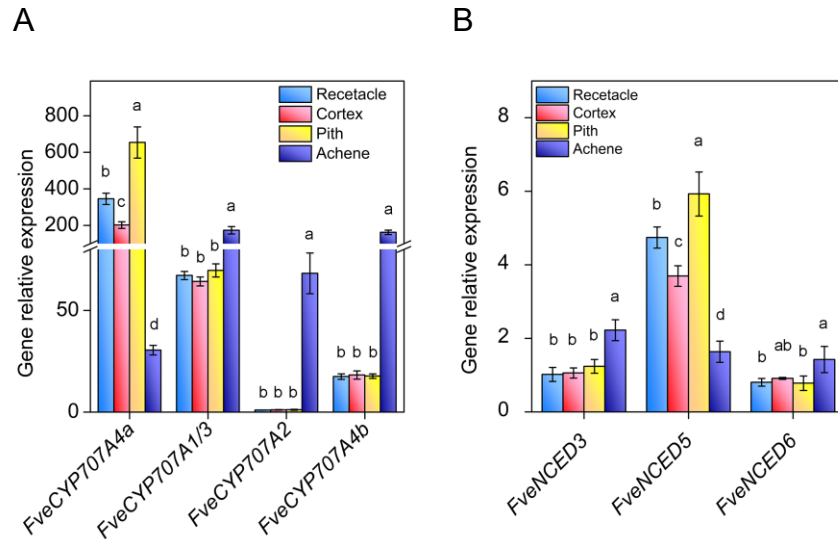 A
Gene relative expression
800
600
400
200
50
0
Recetacle
Cortex
Pith
Achene
b
c
a
d
b
b
b
a
b
b
b
a
b
b
b
a
FveCYP707A4a
FveCYP707A1/3
FveCYP707A2
FveCYP707A4b
B
Gene relative expression
8
6
4
2
0
Recetacle
Cortex
Pith
Achene
b
b
b
a
b
c
a
d
b
ab
b
a
FveNCED3
FveNCED5
FveNCED6